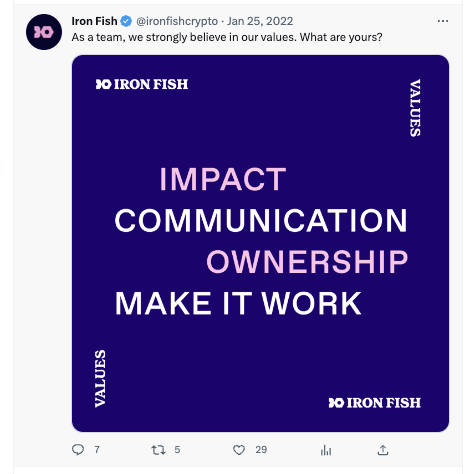 Iron Fish @ironfishcrypto · Jan 25, 2022
As a team, we strongly believe in our values. What are yours?
IRON FISH
VALUES
IMPACT
COMMUNICATION
OWNERSHIP
MAKE IT WORK
VALUES
IRON FISH
7 5 29